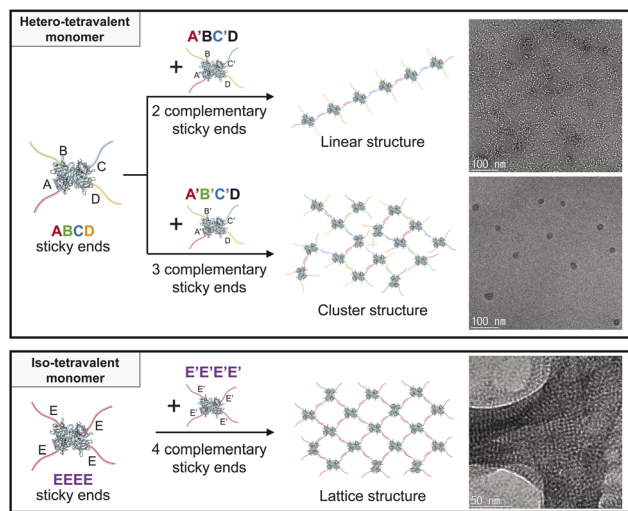 Hetero-tetravalent
monomer
A'BC'D
B
C'
A'
D
2 complementary
sticky ends
Linear structure
100 nm
B
C
A
D
ABCD
sticky ends
A'B'C'D
B'
C'
A'
D
3 complementary
sticky ends
Cluster structure
100 nm
Iso-tetravalent
monomer
E'E'E'E'
E'
E'
E'
E'
4 complementary
sticky ends
Lattice structure
50 nm
E
E
E
E
EEEE
sticky ends